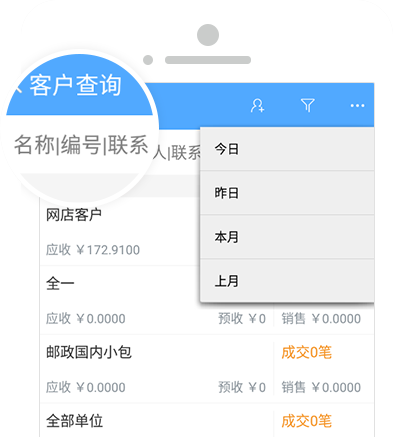 客户查询
名称|编号|联系人|联系
今日
昨日
本月
上月
网店客户
应收 ¥172.9100
全一
应收 ¥0.0000 预收 ¥0 销售 ¥0.0000
邮政国内小包 成交0笔
应收 ¥0.0000 预收 ¥0 销售 ¥0.0000
全部单位 成交0笔